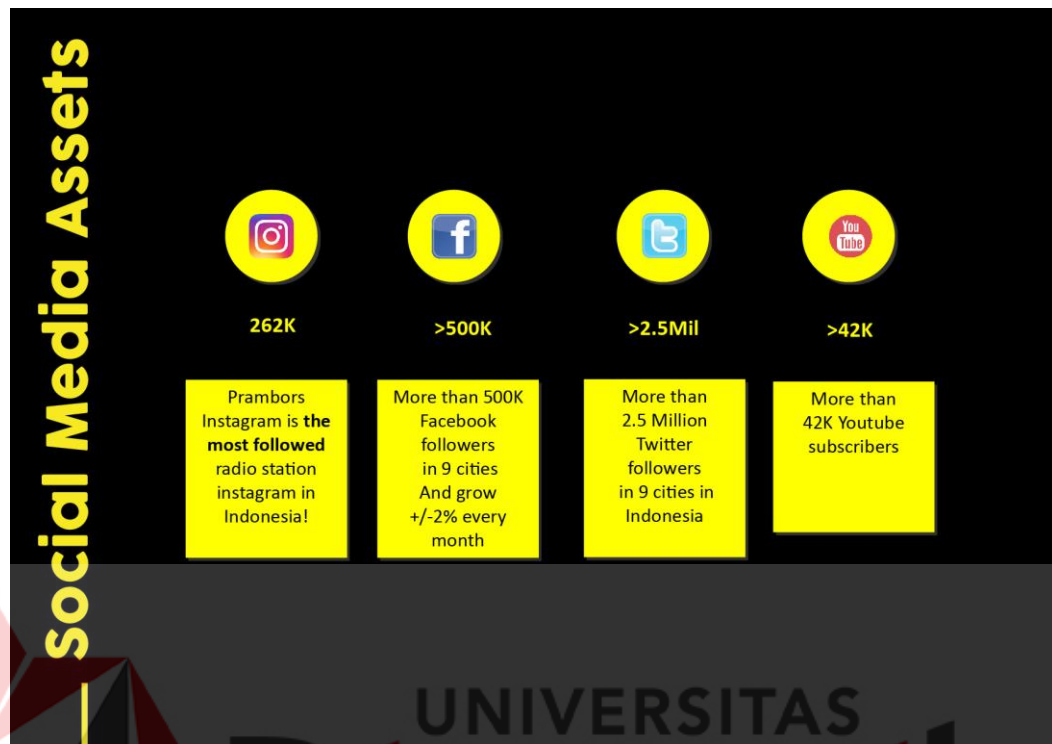 Social Media Assets
You
Tube
262K
>500K
>2.5Mil
>42K
Prambors
Instagram is the
most followed
radio station
instagram in
Indonesia!
More than 500K
Facebook
followers
in 9 cities
And grow
+/-2% every
month
More than
2.5 Million
Twitter
followers
in 9 cities in
Indonesia
More than
42K Youtube
subscribers
UNIVERSITAS